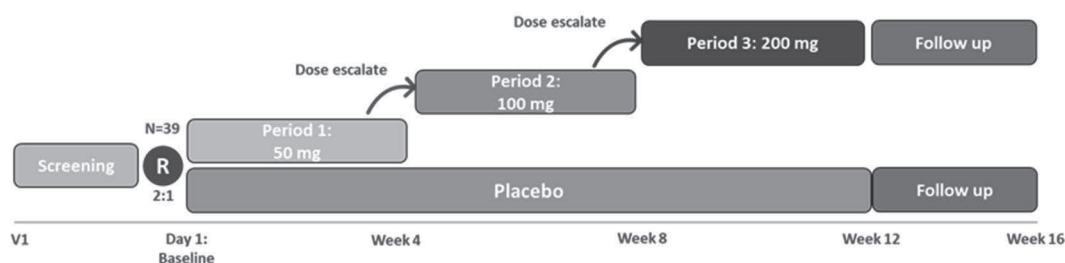 Dose escalate
Period 3: 200 mg
Follow up
Dose escalate
Period 2:
100 mg
N=39
Period 1:
50 mg
Screening
R
2:1
Placebo
Follow up
V1
Day 1:
Baseline
Week 4
Week 8
Week 12
Week 16